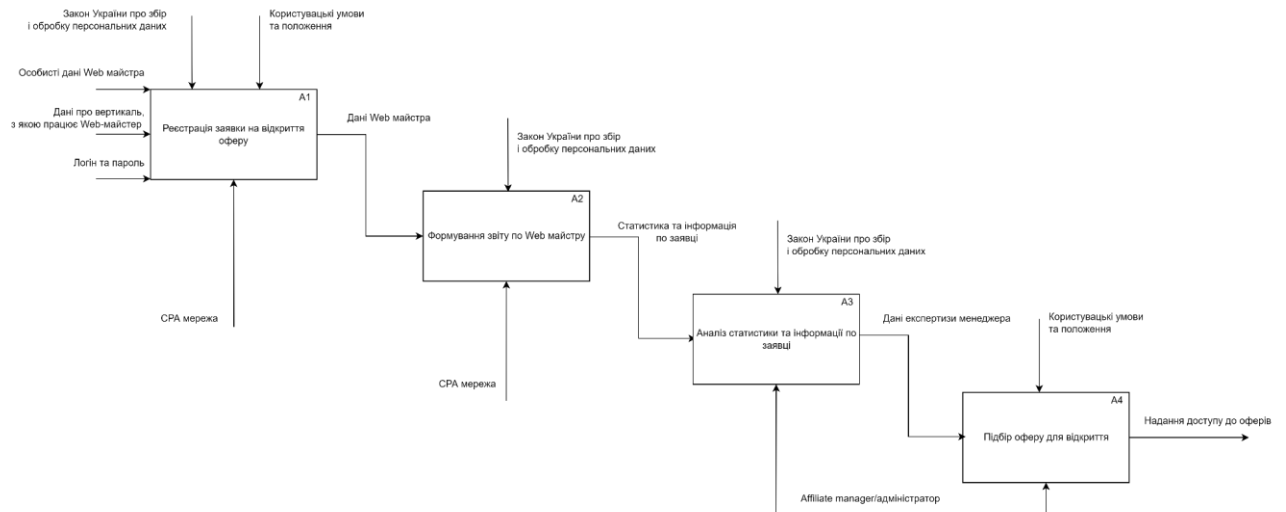 Закон України про збір
і обробку персональних даних
Користувацькі умови
та положення
Особисті дані Web майстра
Дані про вертикаль,
з якою працює Web-майстер
Логін та пароль
A1
Реєстрація заявки на відкриття
оферу
CPA мережа
Дані Web майстра
Закон України про збір
і обробку персональних даних
A2
Формування звіту по Web майстру
CPA мережа
Статистика та інформація
по заявці
Закон України про збір
і обробку персональних даних
A3
Аналіз статистики та інформації по
заявці
Affiliate manager/адміністратор
Дані експертизи менеджера
Користувацькі умови
та положення
A4
Підбір оферу для відкриття
Надання доступу до оферів